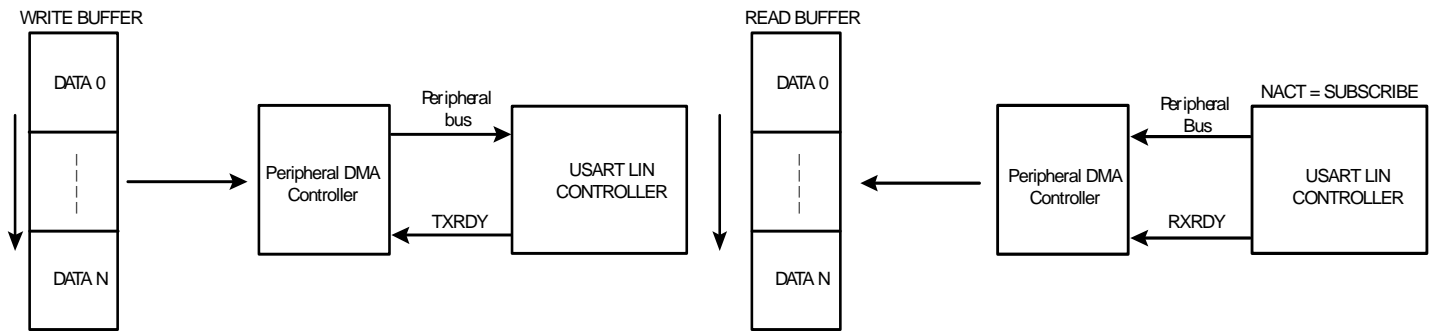 WRITE BUFFER
DATA 0
DATA N
Peripheral DMA
Controller
Peripheral
bus
TXRDY
USART LIN
CONTROLLER
READ BUFFER
DATA 0
DATA N
Peripheral DMA
Controller
Peripheral
Bus
RXRDY
NACT = SUBSCRIBE
USART LIN
CONTROLLER